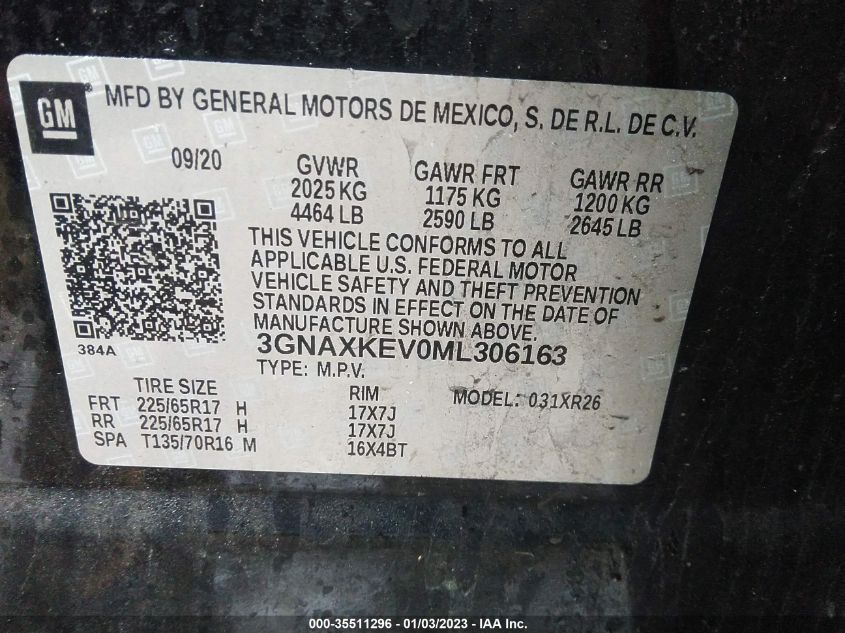 GM
MFD BY GENERAL MOTORS DE MEXICO, S. DE R.L. DE C.V.
09/20 GVWR GAWR FRT GAWR RR
2025 KG 1175 KG 1200 KG
4464 LB 2590 LB 2645 LB
THIS VEHICLE CONFORMS TO ALL
APPLICABLE U.S. FEDERAL MOTOR
VEHICLE SAFETY AND THEFT PREVENTION
STANDARDS IN EFFECT ON THE DATE OF
MANUFACTURE SHOWN ABOVE.
384A
3GNAXKEV0ML306163
TYPE: M.P.V.
TIRE SIZE RIM MODEL: 031XR26
FRT 225/65R17 H 17X7J
RR 225/65R17 H 17X7J
SPA T135/70R16 M 16X4BT
000-35511296 - 01/03/2023 - IAA Inc.